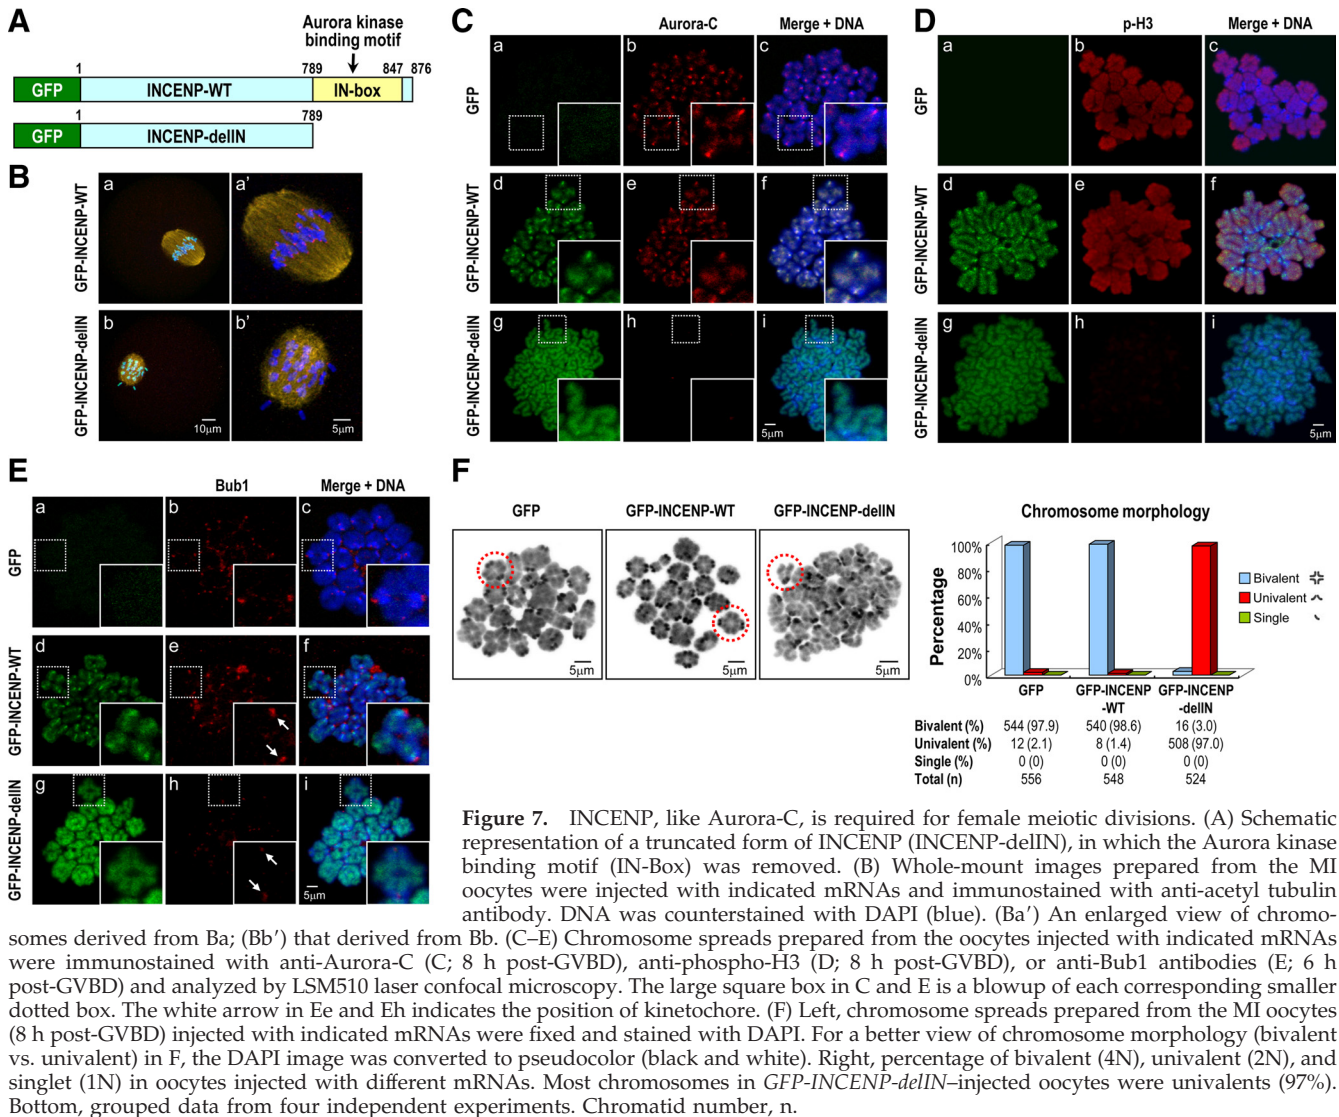 A
Aurora kinase
binding motif
1
789
847
876
GFP
INCENP-WT
IN-box
1
789
GFP
INCENP-delIN
B
GFP-INCENP-WT
a
a'
GFP-INCENP-delIN
b
b'
10µm
5µm
C
Aurora-C
Merge + DNA
GFP
a
b
c
GFP-INCENP-WT
d
e
f
GFP-INCENP-delIN
g
h
i
5µm
D
p-H3
Merge + DNA
GFP
a
b
c
GFP-INCENP-WT
d
e
f
GFP-INCENP-delIN
g
h
i
5µm
E
Bub1
Merge + DNA
GFP
a
b
c
GFP-INCENP-WT
d
e
f
GFP-INCENP-delIN
g
h
i
5µm
F
GFP
GFP-INCENP-WT
GFP-INCENP-delIN
5µm
5µm
5µm
Chromosome morphology
Percentage
100%
80%
60%
40%
20%
0%
Bivalent
Univalent
Single
GFP
GFP-INCENP
-WT
GFP-INCENP
-delIN
Bivalent (%) 544 (97.9) 540 (98.6) 16 (3.0)
Univalent (%) 12 (2.1) 8 (1.4) 508 (97.0)
Single (%) 0 (0) 0 (0) 0 (0)
Total (n) 556 548 524
Figure 7. INCENP, like Aurora-C, is required for female meiotic divisions. (A) Schematic
representation of a truncated form of INCENP (INCENP-delIN), in which the Aurora kinase
binding motif (IN-Box) was removed. (B) Whole-mount images prepared from the MI
oocytes were injected with indicated mRNAs and immunostained with anti-acetyl tubulin
antibody. DNA was counterstained with DAPI (blue). (Ba′) An enlarged view of chromo-
somes derived from Ba; (Bb′) that derived from Bb. (C–E) Chromosome spreads prepared from the oocytes injected with indicated mRNAs
were immunostained with anti-Aurora-C (C; 8 h post-GVBD), anti-phospho-H3 (D; 8 h post-GVBD), or anti-Bub1 antibodies (E; 6 h
post-GVBD) and analyzed by LSM510 laser confocal microscopy. The large square box in C and E is a blowup of each corresponding smaller
dotted box. The white arrow in Ee and Eh indicates the position of kinetochore. (F) Left, chromosome spreads prepared from the MI oocytes
(8 h post-GVBD) injected with indicated mRNAs were fixed and stained with DAPI. For a better view of chromosome morphology (bivalent
vs. univalent) in F, the DAPI image was converted to pseudocolor (black and white). Right, percentage of bivalent (4N), univalent (2N), and
singlet (1N) in oocytes injected with different mRNAs. Most chromosomes in GFP-INCENP-delIN–injected oocytes were univalents (97%).
Bottom, grouped data from four independent experiments. Chromatid number, n.